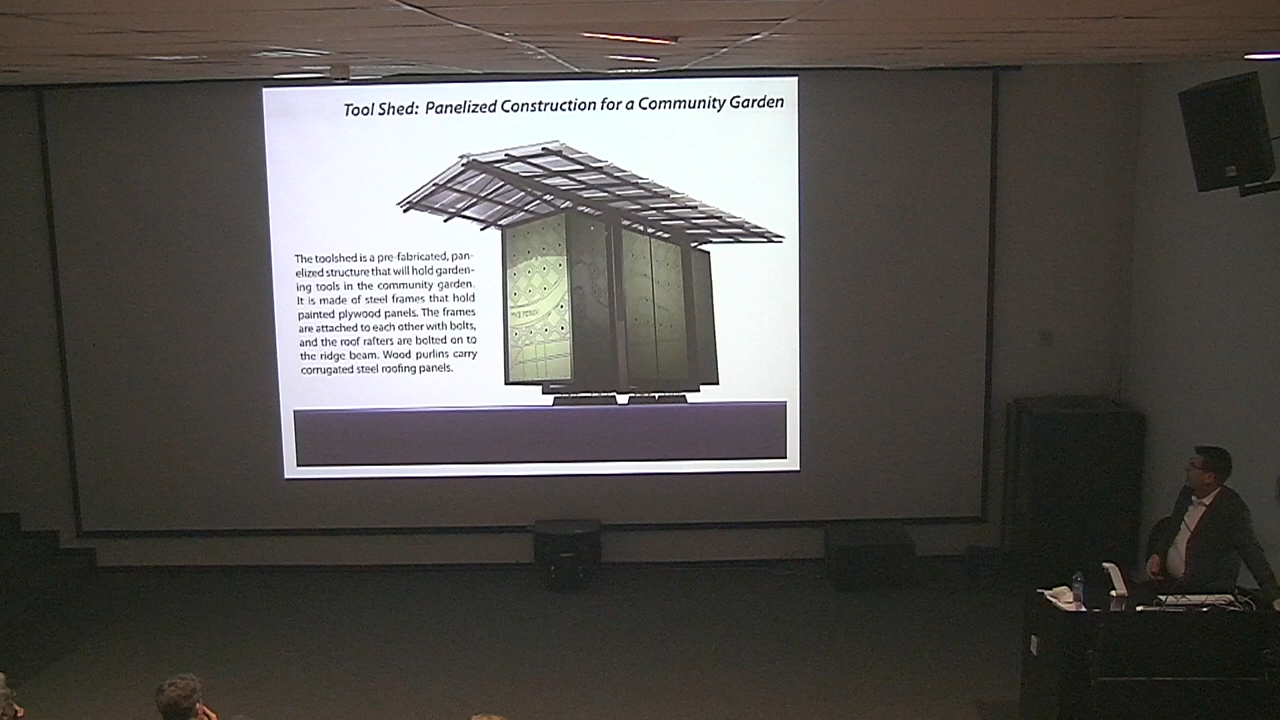 Tool Shed: Panelized Construction for a Community Garden
The toolshed is a pre-fabricated, pan-
elized structure that will hold garden-
ing tools in the community garden.
It is made of steel frames that hold
painted plywood panels. The frames
are attached to each other with bolts,
and the roof rafters are bolted on to
the ridge beam. Wood purlins carry
corrugated steel roofing panels.